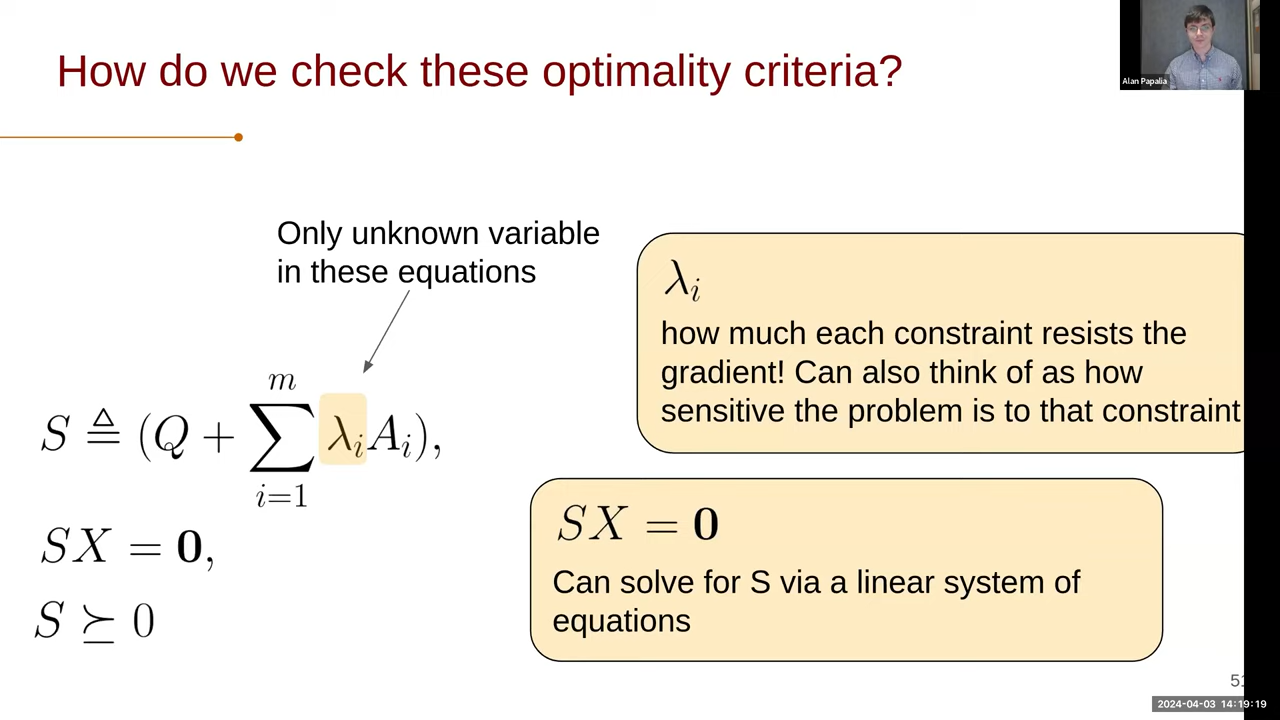 How do we check these optimality criteria?
Alan Papalia
Only unknown variable
in these equations
λ_i
how much each constraint resists the
gradient! Can also think of as how
sensitive the problem is to that constraint
S ≜ (Q + ∑_{i=1}^{m} λ_i A_i),
SX = 0,
S ⪰ 0
SX = 0
Can solve for S via a linear system of
equations
51
2024-04-03 14:19:19